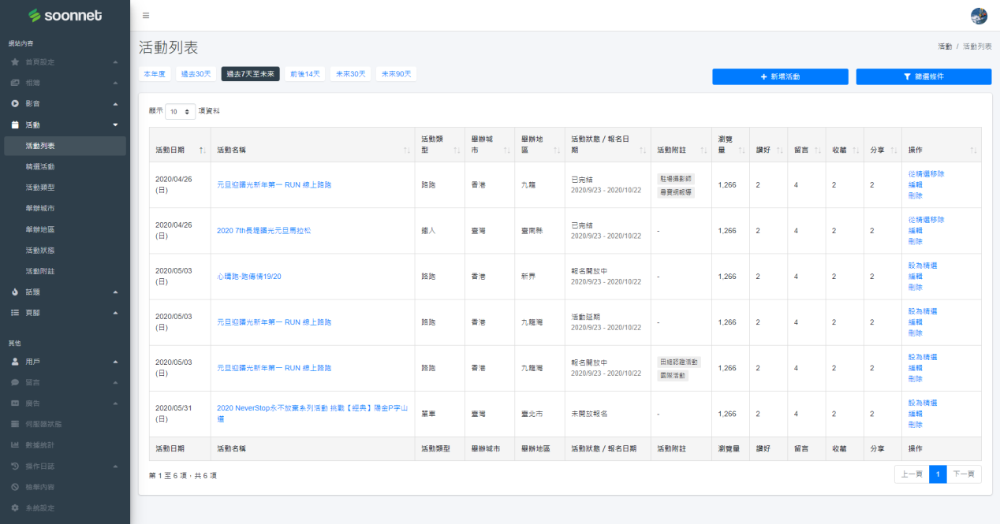 soonnet
網站內容
首頁設定
相簿
影音
活動
活動列表
精選活動
活動類型
舉辦城市
舉辦地區
活動狀態
活動附註
話題
頁腳
其他
用戶
留言
廣告
伺服器狀態
數據統計
操作日誌
檢舉內容
系統設定
活動列表
活動 / 活動列表
本年度 過去30天 過去7天至未來 前後14天 未來30天 未來90天
新增活動 篩選條件
顯示 10 項資料
活動日期 活動名稱 活動類型 舉辦城市 舉辦地區 活動狀態 / 報名日期 活動附註 瀏覽量 讚好 留言 收藏 分享 操作
2020/04/26 (日) 元旦迎曙光新年第一 RUN 線上路跑 路跑 香港 九龍 已完結 2020/9/23 - 2020/10/22 駐場攝影師 尋寶網報導 1,266 2 4 2 2 從精選移除 編輯 刪除
2020/04/26 (日) 2020 7th長堤曙光元旦馬拉松 鐵人 臺灣 臺南縣 已完結 2020/9/23 - 2020/10/22 - 1,266 2 4 2 2 從精選移除 編輯 刪除
2020/05/03 (日) 心晴跑‧跑傳情19/20 路跑 香港 新界 報名開放中 2020/9/23 - 2020/10/22 - 1,266 2 4 2 2 設為精選 編輯 刪除
2020/05/03 (日) 元旦迎曙光新年第一 RUN 線上路跑 路跑 香港 九龍灣 活動延期 2020/9/23 - 2020/10/22 - 1,266 2 4 2 2 設為精選 編輯 刪除
2020/05/03 (日) 元旦迎曙光新年第一 RUN 線上路跑 路跑 香港 九龍灣 報名開放中 2020/9/23 - 2020/10/22 田經認證活動 國際活動 1,266 2 4 2 2 設為精選 編輯 刪除
2020/05/31 (日) 2020 NeverStop永不放棄系列活動 挑戰【經典】陽金P字山道 單車 臺灣 臺北市 未開放報名 - 1,266 2 4 2 2 設為精選 編輯 刪除
活動日期 活動名稱 活動類型 舉辦城市 舉辦地區 活動狀態 / 報名日期 活動附註 瀏覽量 讚好 留言 收藏 分享 操作
第 1 至 6 項，共 6 項
上一頁 1 下一頁